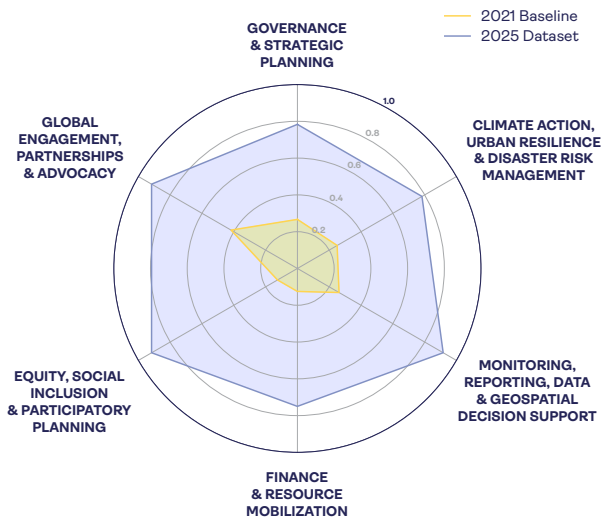 2021 Baseline
2025 Dataset
GOVERNANCE
& STRATEGIC
PLANNING
1.0
0.8
0.6
0.4
0.2
CLIMATE ACTION,
URBAN RESILIENCE
& DISASTER RISK
MANAGEMENT
MONITORING,
REPORTING, DATA
& GEOSPATIAL
DECISION SUPPORT
FINANCE
& RESOURCE
MOBILIZATION
EQUITY, SOCIAL
INCLUSION
& PARTICIPATORY
PLANNING
GLOBAL
ENGAGEMENT,
PARTNERSHIPS
& ADVOCACY